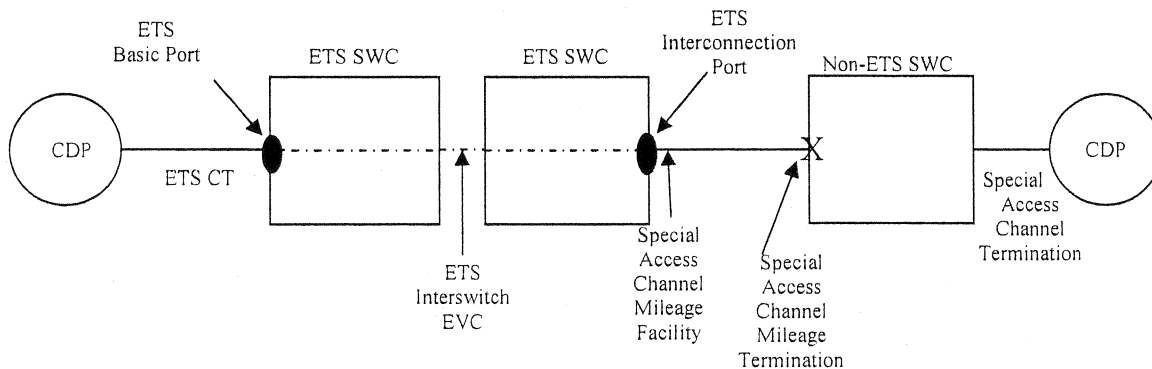 ETS
Basic Port
ETS SWC
ETS SWC
ETS
Interconnection
Port
Non-ETS SWC
CDP
ETS CT
X
CDP
ETS
Interswitch
EVC
Special
Access
Channel
Mileage
Facility
Special
Access
Channel
Mileage
Termination
Special
Access
Channel
Termination